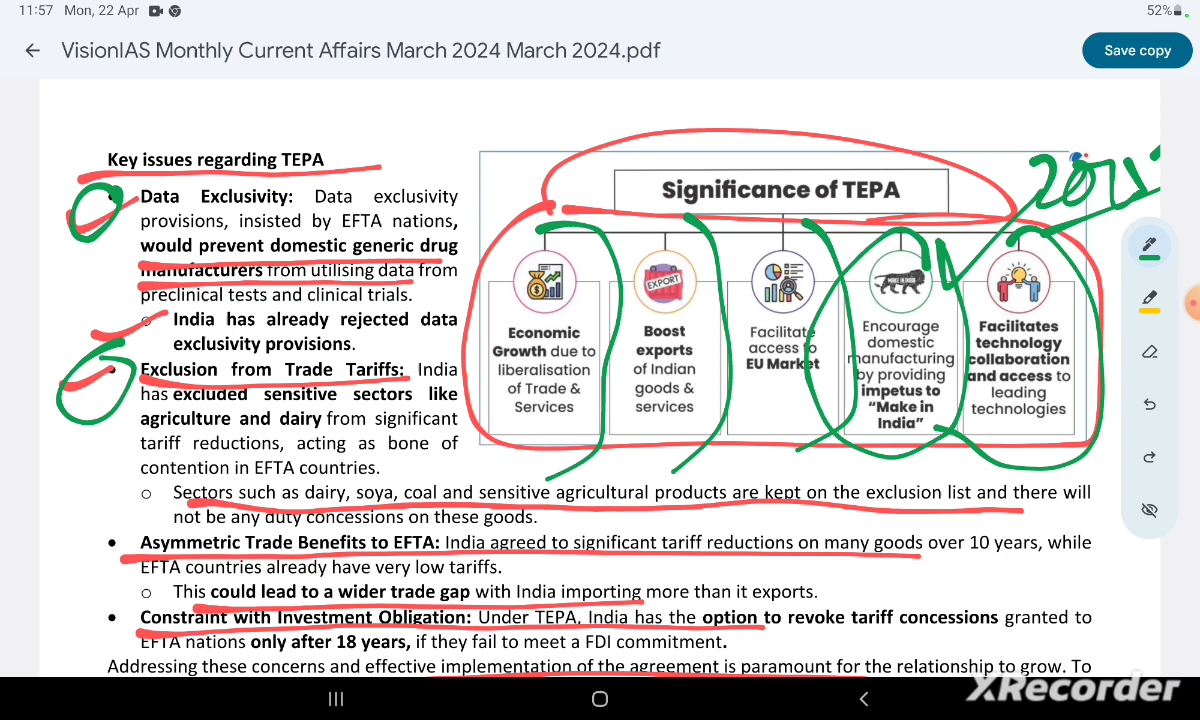 11:57 Mon, 22 Apr
52%
VisionIAS Monthly Current Affairs March 2024 March 2024.pdf
Save copy
Key issues regarding TEPA
Data Exclusivity: Data exclusivity
provisions, insisted by EFTA nations,
would prevent domestic generic drug
manufacturers from utilising data from
preclinical tests and clinical trials.
o India has already rejected data
exclusivity provisions.
• Exclusion from Trade Tariffs: India
has excluded sensitive sectors like
agriculture and dairy from significant
tariff reductions, acting as bone of
contention in EFTA countries.
Significance of TEPA
2021
Economic
Growth due to
liberalisation
of Trade &
Services
EXPORT
Boost
exports
of Indian
goods &
services
Facilitate
access to
EU Market
MAKE IN INDIA
Encourage
domestic
manufacturing
by providing
impetus to
"Make in
India"
Facilitates
technology
collaboration
and access to
leading
technologies
o Sectors such as dairy, soya, coal and sensitive agricultural products are kept on the exclusion list and there will
not be any duty concessions on these goods.
• Asymmetric Trade Benefits to EFTA: India agreed to significant tariff reductions on many goods over 10 years, while
EFTA countries already have very low tariffs.
o This could lead to a wider trade gap with India importing more than it exports.
• Constraint with Investment Obligation: Under TEPA, India has the option to revoke tariff concessions granted to
EFTA nations only after 18 years, if they fail to meet a FDI commitment.
Addressing these concerns and effective implementation of the agreement is paramount for the relationship to grow. To
XRecorder